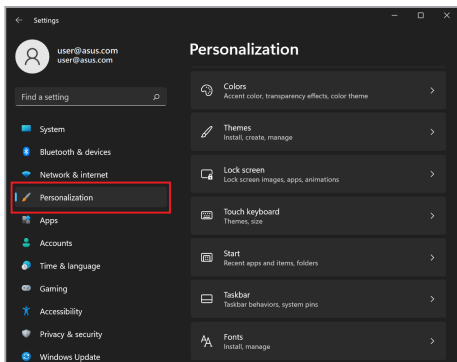 Settings
user@asus.com
user@asus.com
Find a setting
System
Bluetooth & devices
Network & internet
Personalization
Apps
Accounts
Time & language
Gaming
Accessibility
Privacy & security
Windows Update
Personalization
Colors
Accent color, transparency effects, color theme
Themes
Install, create, manage
Lock screen
Lock screen images, apps, animations
Touch keyboard
Themes, size
Start
Recent apps and items, folders
Taskbar
Taskbar behaviors, system pins
Fonts
Install, manage